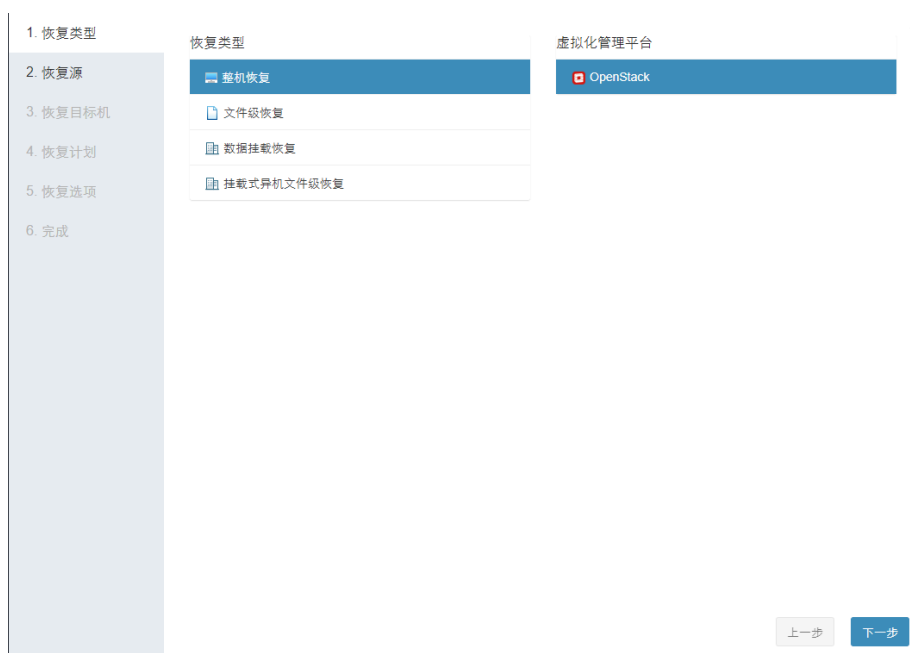 1. 恢复类型
2. 恢复源
3. 恢复目标机
4. 恢复计划
5. 恢复选项
6. 完成
恢复类型
整机恢复
文件级恢复
数据挂载恢复
挂载式异机文件级恢复
虚拟化管理平台
OpenStack
上一步
下一步